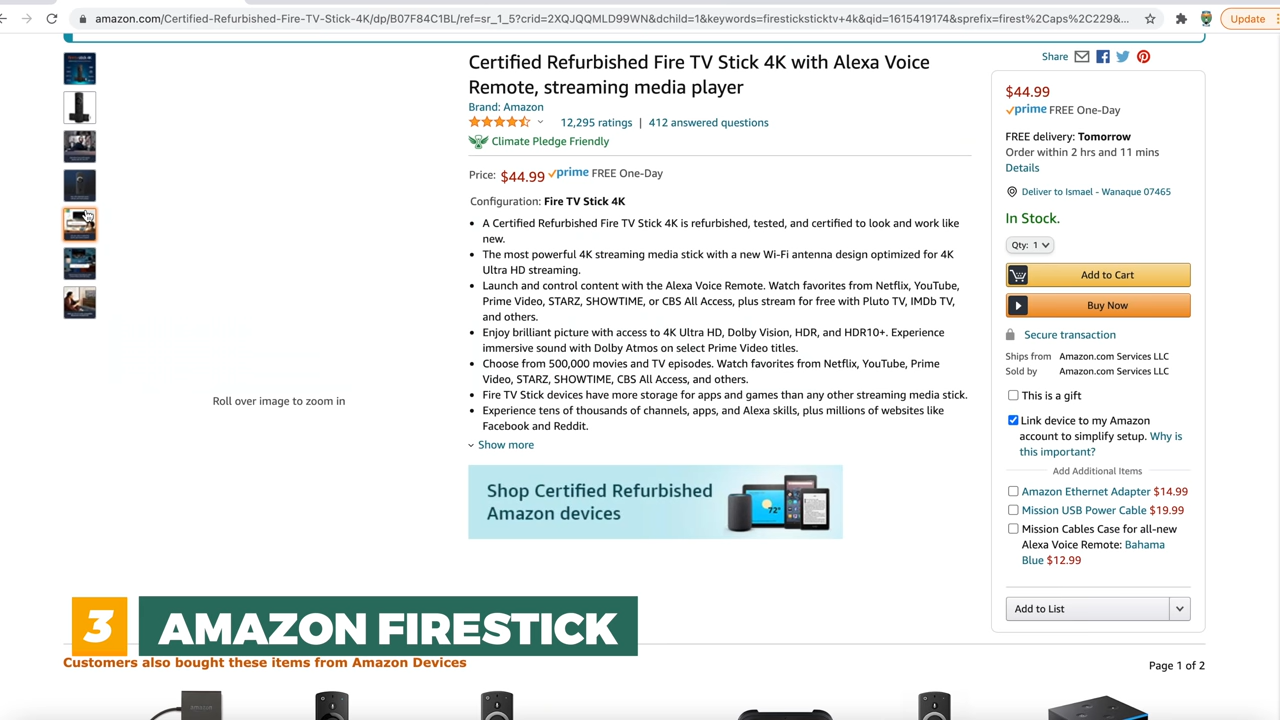 amazon.com/Certified-Refurbished-Fire-TV-Stick-4K/dp/B07F84C1BL/ref=sr_1_5?crid=2XQJQQMLD99WN&dchild=1&keywords=firesticksticktv+4k&qid=1615419174&sprefix=firest%2Caps%2C229&...
Update
Certified Refurbished Fire TV Stick 4K with Alexa Voice
Remote, streaming media player
Brand: Amazon
12,295 ratings | 412 answered questions
Climate Pledge Friendly
Price: $44.99 prime FREE One-Day
Configuration: Fire TV Stick 4K
• A Certified Refurbished Fire TV Stick 4K is refurbished, tested, and certified to look and work like
new.
• The most powerful 4K streaming media stick with a new Wi-Fi antenna design optimized for 4K
Ultra HD streaming.
• Launch and control content with the Alexa Voice Remote. Watch favorites from Netflix, YouTube,
Prime Video, STARZ, SHOWTIME, or CBS All Access, plus stream for free with Pluto TV, IMDb TV,
and others.
• Enjoy brilliant picture with access to 4K Ultra HD, Dolby Vision, HDR, and HDR10+. Experience
immersive sound with Dolby Atmos on select Prime Video titles.
• Choose from 500,000 movies and TV episodes. Watch favorites from Netflix, YouTube, Prime
Video, STARZ, SHOWTIME, CBS All Access, and others.
• Fire TV Stick devices have more storage for apps and games than any other streaming media stick.
• Experience tens of thousands of channels, apps, and Alexa skills, plus millions of websites like
Facebook and Reddit.
Show more
Roll over image to zoom in
Shop Certified Refurbished
Amazon devices
72°
Share
$44.99
prime FREE One-Day
FREE delivery: Tomorrow
Order within 2 hrs and 11 mins
Details
Deliver to Ismael - Wanaque 07465
In Stock.
Qty: 1
Add to Cart
Buy Now
Secure transaction
Ships from Amazon.com Services LLC
Sold by Amazon.com Services LLC
This is a gift
Link device to my Amazon
account to simplify setup. Why is
this important?
Add Additional Items
Amazon Ethernet Adapter $14.99
Mission USB Power Cable $19.99
Mission Cables Case for all-new
Alexa Voice Remote: Bahama
Blue $12.99
Add to List
3 AMAZON FIRESTICK
Customers also bought these items from Amazon Devices
Page 1 of 2